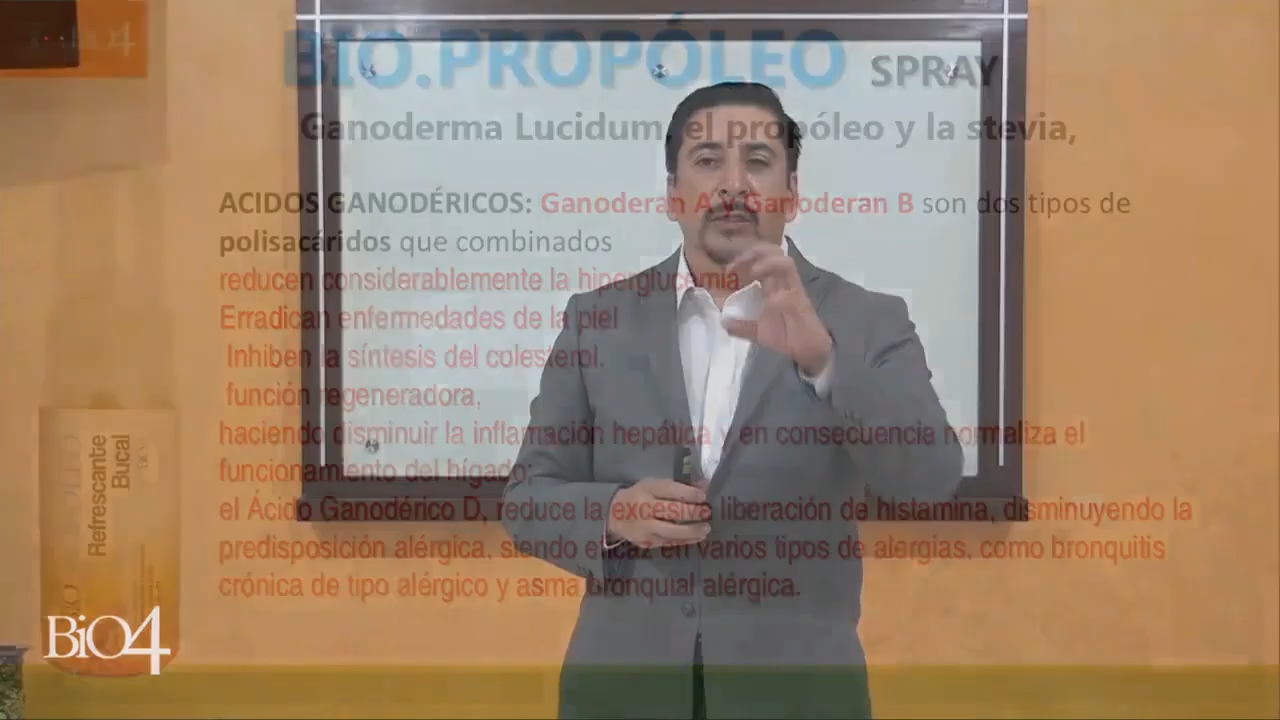 BIO4
BIO.PROPÓLEO SPRAY
Ganoderma Lucidum, el propóleo y la stevia,
ACIDOS GANODÉRICOS: Ganoderan A y Ganoderan B son dos tipos de
polisacáridos que combinados
reducen considerablemente la hiperglucemia
Erradican enfermedades de la piel
Inhiben la síntesis del colesterol.
función regeneradora,
haciendo disminuir la inflamación hepática y en consecuencia normaliza el
funcionamiento del hígado;
el Ácido Ganodérico D, reduce la excesiva liberación de histamina, disminuyendo la
predisposición alérgica, siendo eficaz en varios tipos de alergias, como bronquitis
crónica de tipo alérgico y asma bronquial alérgica.
Refrescante
Bucal
BiO4